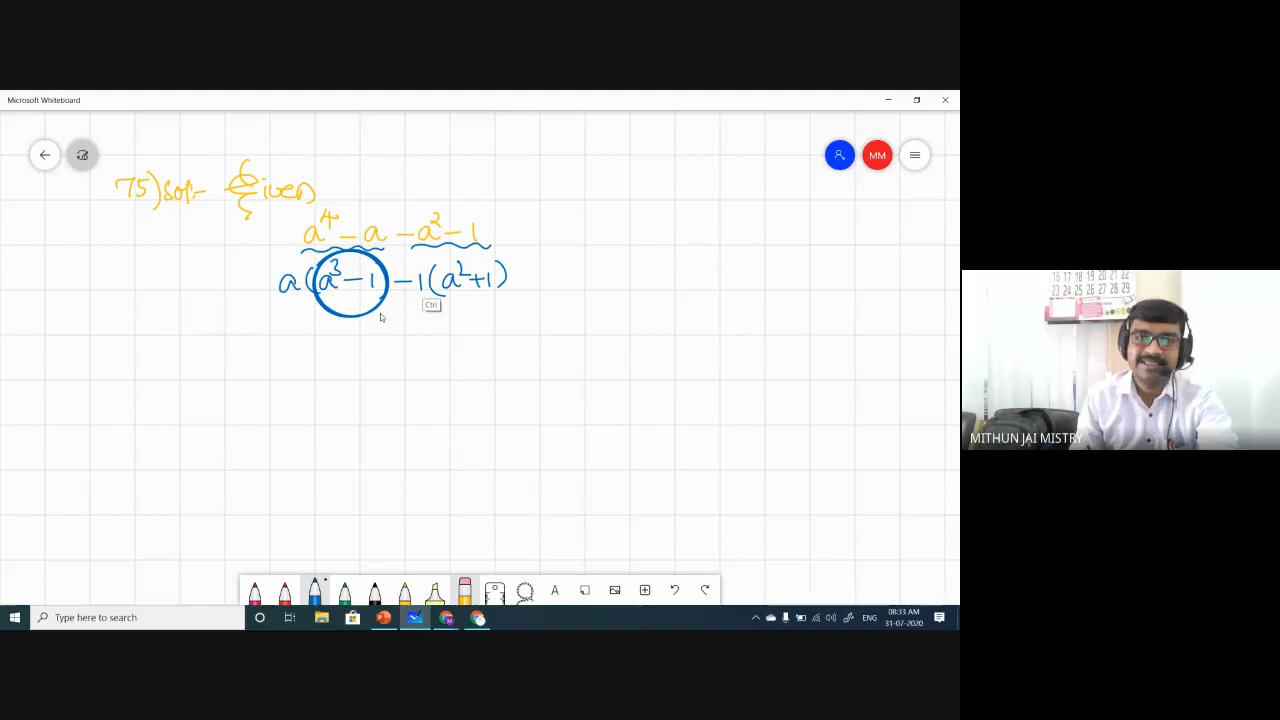 Microsoft Whiteboard
MM
75) Sol:- Given
a⁴ - a - a² - 1
a(a³ - 1) - 1(a² + 1)
Ctrl
MITHUN JAI MISTRY
A
Type here to search
ENG
08:33 AM
31-07-2020